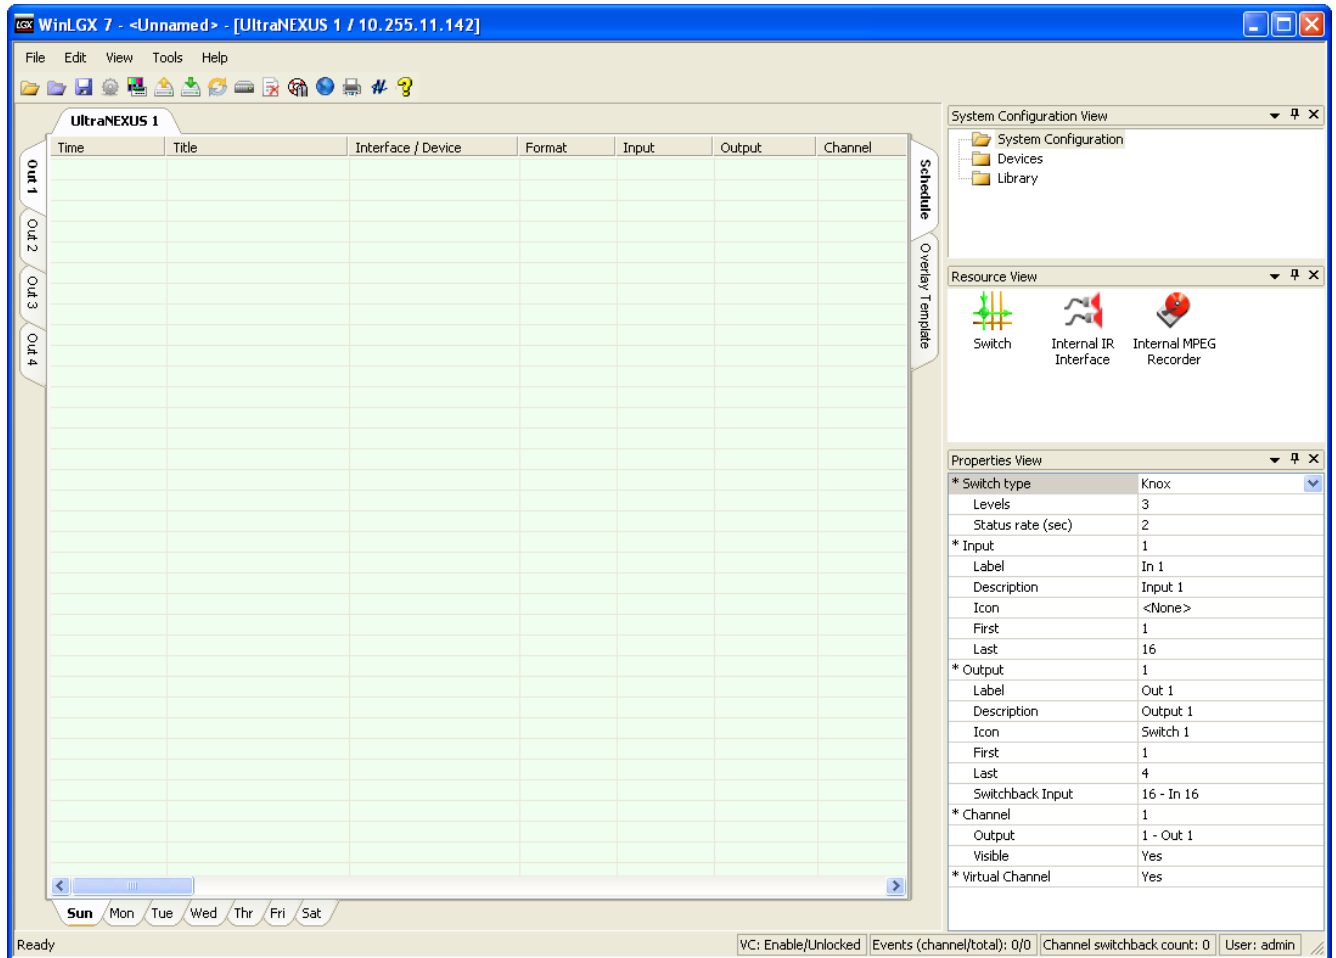 LGX WinLGX 7 - <Unnamed> - [UltraNEXUS 1 / 10.255.11.142]
File Edit View Tools Help
UltraNEXUS 1
Time Title Interface / Device Format Input Output Channel
Out 1
Out 2
Out 3
Out 4
Schedule
Overlay Template
Sun Mon Tue Wed Thr Fri Sat
System Configuration View
System Configuration
Devices
Library
Resource View
Switch
Internal IR
Interface
Internal MPEG
Recorder
Properties View
* Switch type Knox
Levels 3
Status rate (sec) 2
* Input 1
Label In 1
Description Input 1
Icon <None>
First 1
Last 16
* Output 1
Label Out 1
Description Output 1
Icon Switch 1
First 1
Last 4
Switchback Input 16 - In 16
* Channel 1
Output 1 - Out 1
Visible Yes
* Virtual Channel Yes
Ready VC: Enable/Unlocked Events (channel/total): 0/0 Channel switchback count: 0 User: admin